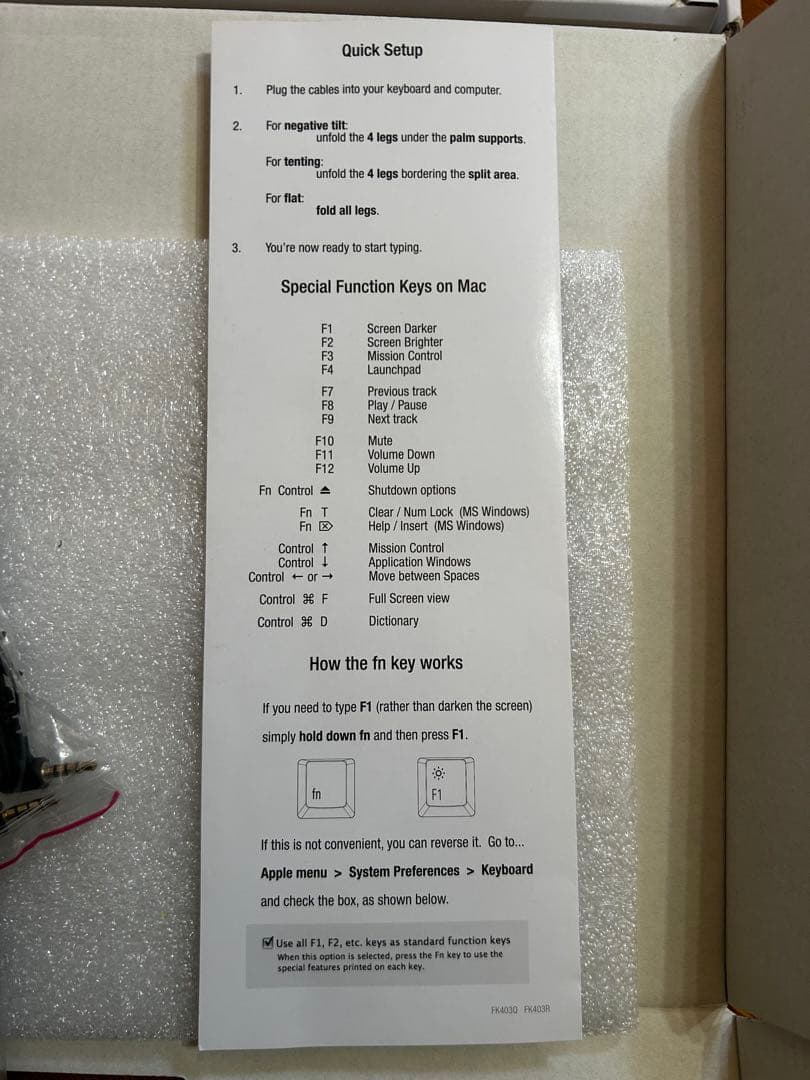 Quick Setup
1. Plug the cables into your keyboard and computer.
2. For negative tilt:
unfold the 4 legs under the palm supports.
For tenting:
unfold the 4 legs bordering the split area.
For flat:
fold all legs.
3. You're now ready to start typing.
Special Function Keys on Mac
F1 Screen Darker
F2 Screen Brighter
F3 Mission Control
F4 Launchpad
F7 Previous track
F8 Play / Pause
F9 Next track
F10 Mute
F11 Volume Down
F12 Volume Up
Fn Control ⏏ Shutdown options
Fn T Clear / Num Lock (MS Windows)
Fn ⌦ Help / Insert (MS Windows)
Control ↑ Mission Control
Control ↓ Application Windows
Control ← or → Move between Spaces
Control ⌘ F Full Screen view
Control ⌘ D Dictionary
How the fn key works
If you need to type F1 (rather than darken the screen)
simply hold down fn and then press F1.
fn F1
If this is not convenient, you can reverse it. Go to...
Apple menu > System Preferences > Keyboard
and check the box, as shown below.
☑ Use all F1, F2, etc. keys as standard function keys
When this option is selected, press the Fn key to use the
special features printed on each key.
FK403Q FK403R